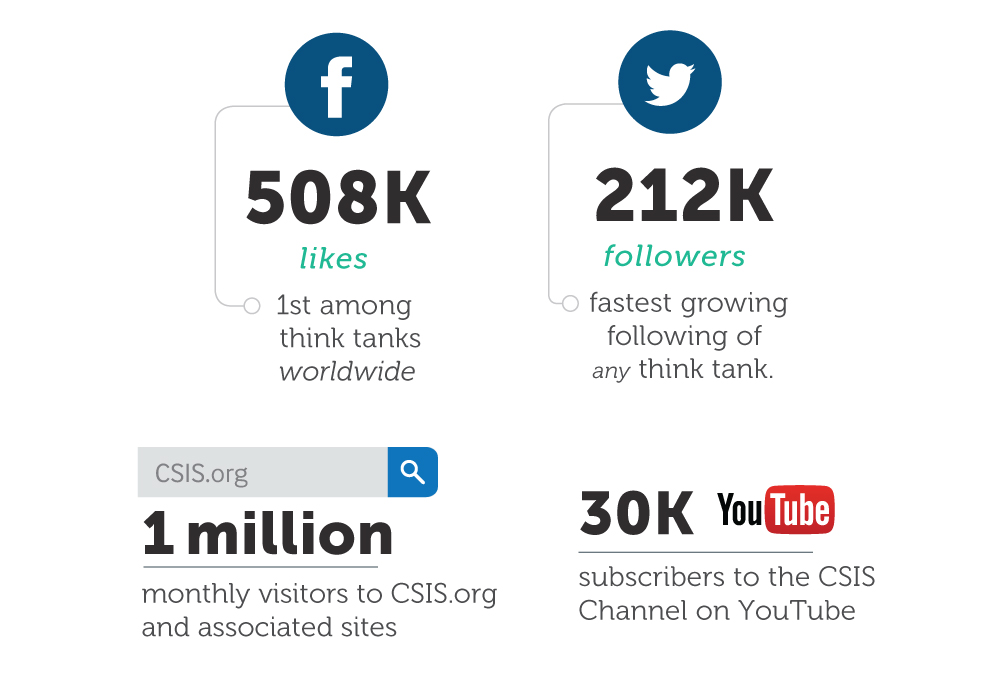 508K
likes
1st among
think tanks
worldwide
212K
followers
fastest growing
following of
any think tank.
CSIS.org
1 million
monthly visitors to CSIS.org
and associated sites
30K YouTube
subscribers to the CSIS
Channel on YouTube